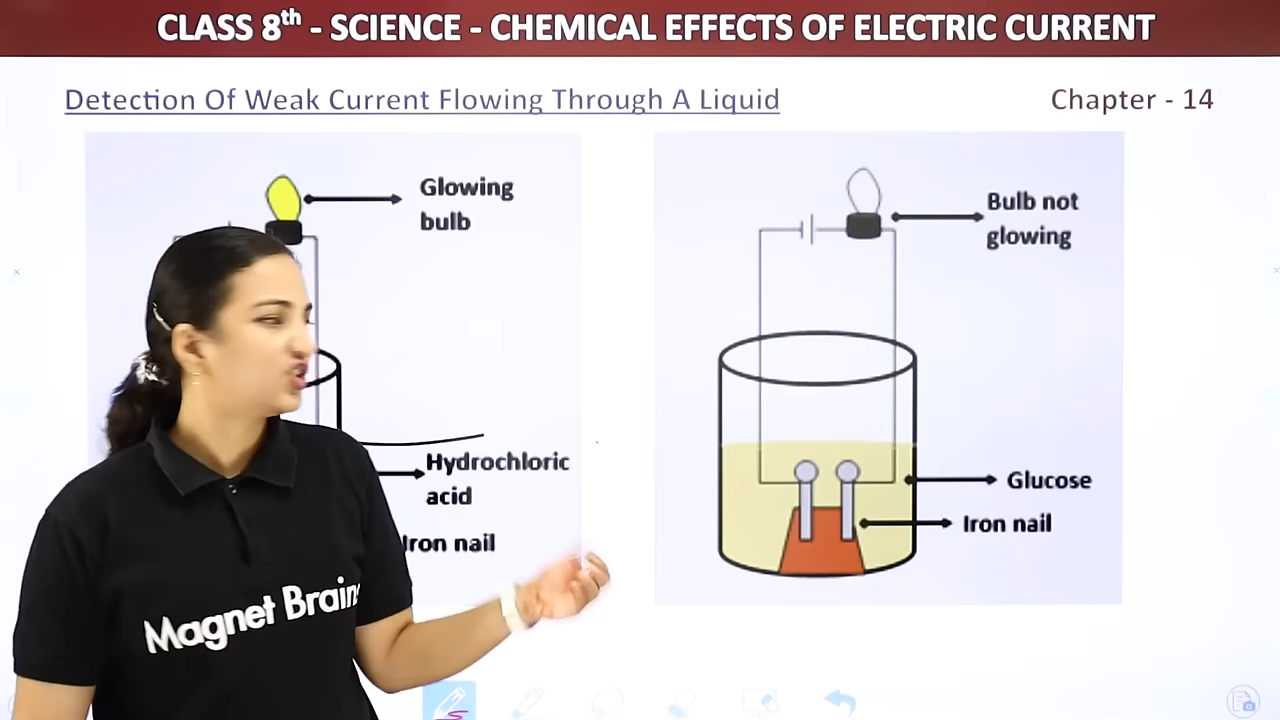 CLASS 8th - SCIENCE - CHEMICAL EFFECTS OF ELECTRIC CURRENT
Detection Of Weak Current Flowing Through A Liquid
Chapter - 14
Glowing
bulb
Hydrochloric
acid
Iron nail
Bulb not
glowing
Glucose
Iron nail
Magnet Brains